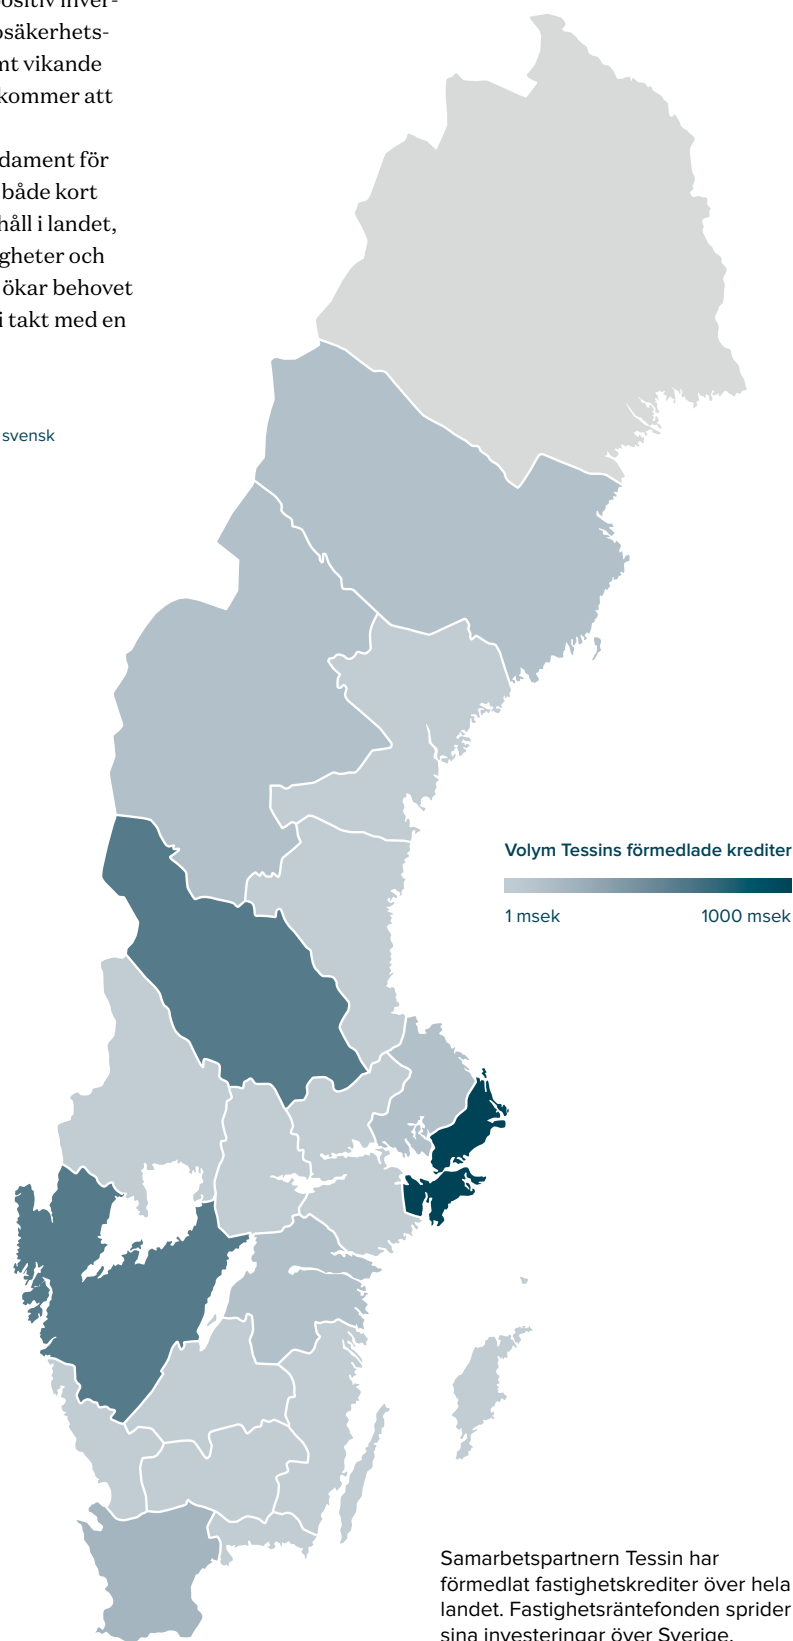 ositiv inver-
osäkerhets-
nt vikande
kommer att
dament för
både kort
håll i landet,
gheter och
ökar behovet
i takt med en
svensk
Volym Tessins förmedlade krediter
1 msek 1000 msek
Samarbetspartnern Tessin har
förmedlat fastighetskrediter över hela
landet. Fastighetsräntefonden sprider
sina investeringar över Sverige.